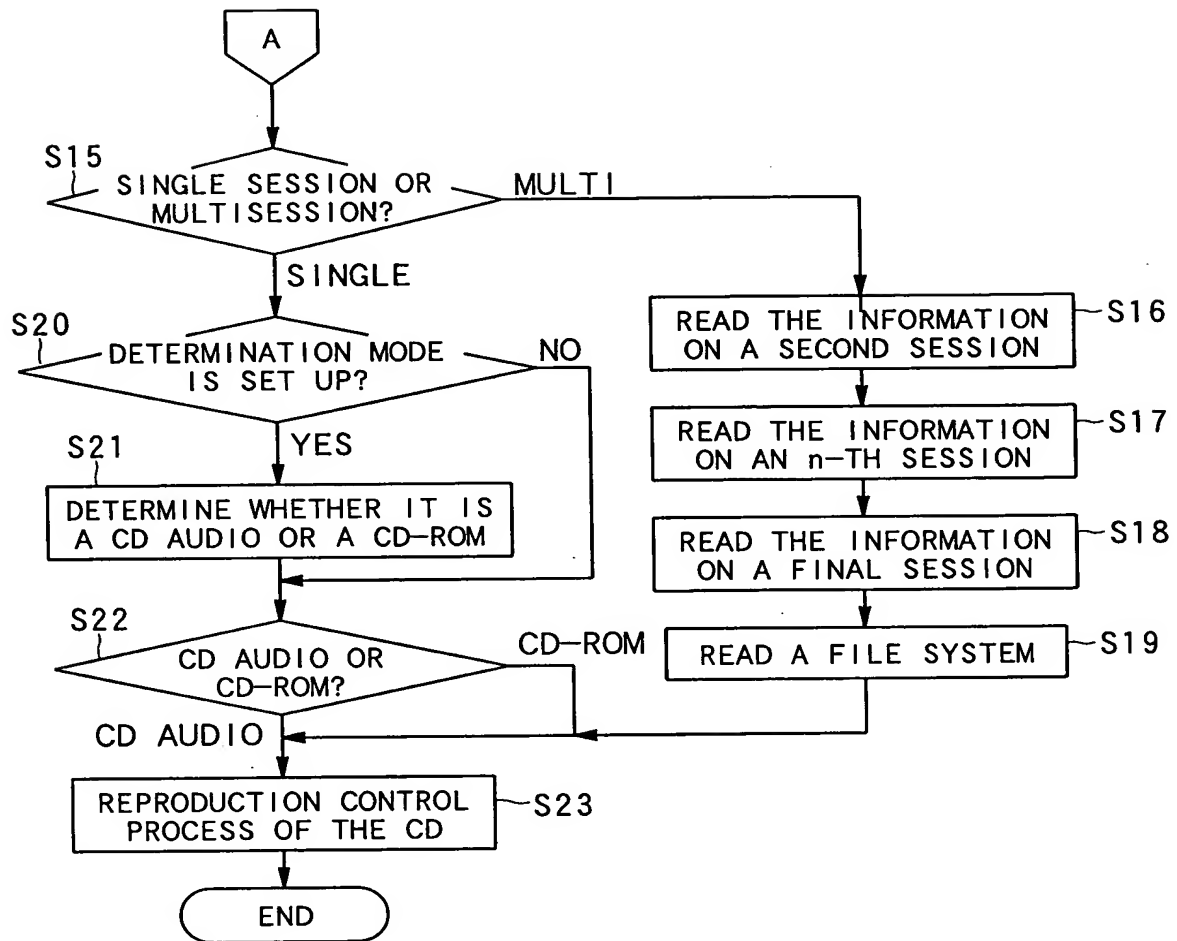 A
S15
SINGLE SESSION OR
MULTISESSION?
MULTI
SINGLE
S20
DETERMINATION MODE
IS SET UP?
NO
YES
S21
DETERMINE WHETHER IT IS
A CD AUDIO OR A CD-ROM
S22
CD AUDIO OR
CD-ROM?
CD-ROM
CD AUDIO
READ THE INFORMATION
ON A SECOND SESSION
S16
READ THE INFORMATION
ON AN n-TH SESSION
S17
READ THE INFORMATION
ON A FINAL SESSION
S18
READ A FILE SYSTEM
S19
REPRODUCTION CONTROL
PROCESS OF THE CD
S23
END